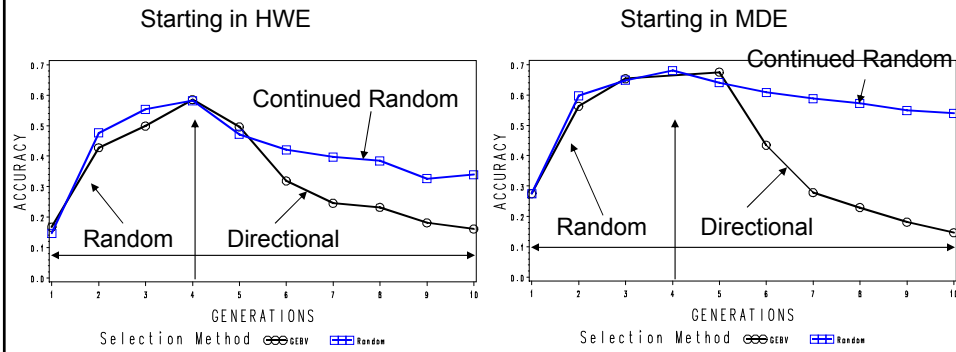 Starting in HWE
0.7
0.6
0.5
0.4
0.3
0.2
0.1
0.0
ACCURACY
Continued Random
Random
Directional
1 2 3 4 5 6 7 8 9 10
GENERATIONS
Selection Method GEBV Random
Starting in MDE
0.7
0.6
0.5
0.4
0.3
0.2
0.1
0.0
ACCURACY
Continued Random
Random
Directional
1 2 3 4 5 6 7 8 9 10
GENERATIONS
Selection Method GEBV Random